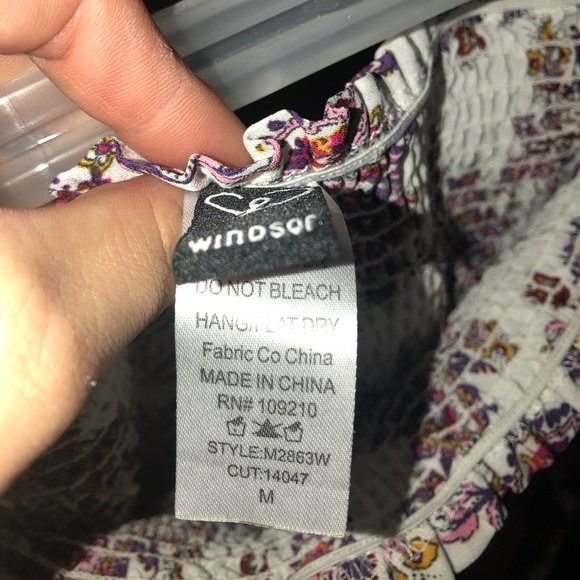 WINDSOR
DO NOT BLEACH
HANG/FLAT DRY
Fabric Co China
MADE IN CHINA
RN# 109210
STYLE:M2863W
CUT:14047
M